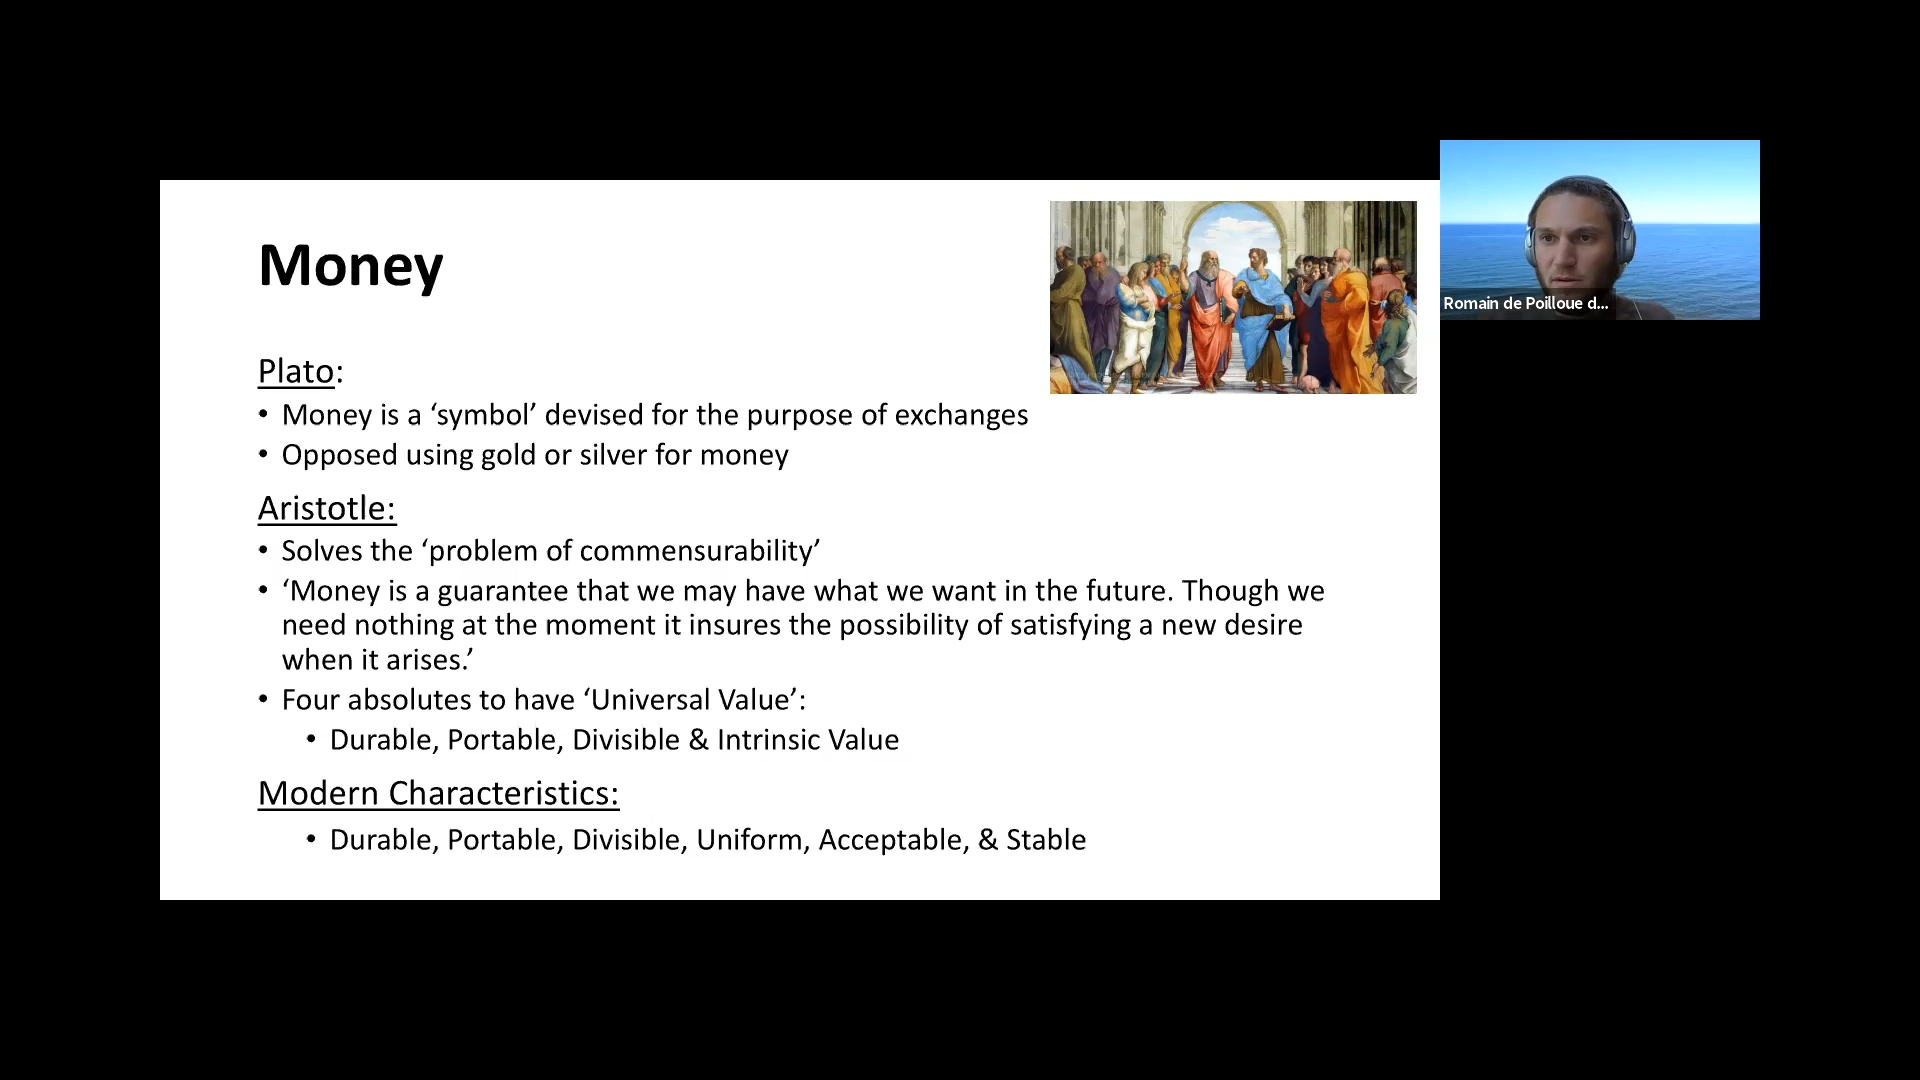 Money
Plato:
• Money is a ‘symbol’ devised for the purpose of exchanges
• Opposed using gold or silver for money
Aristotle:
• Solves the ‘problem of commensurability’
• ‘Money is a guarantee that we may have what we want in the future. Though we
need nothing at the moment it insures the possibility of satisfying a new desire
when it arises.’
• Four absolutes to have ‘Universal Value’:
• Durable, Portable, Divisible & Intrinsic Value
Modern Characteristics:
• Durable, Portable, Divisible, Uniform, Acceptable, & Stable
Romain de Poilloue d...